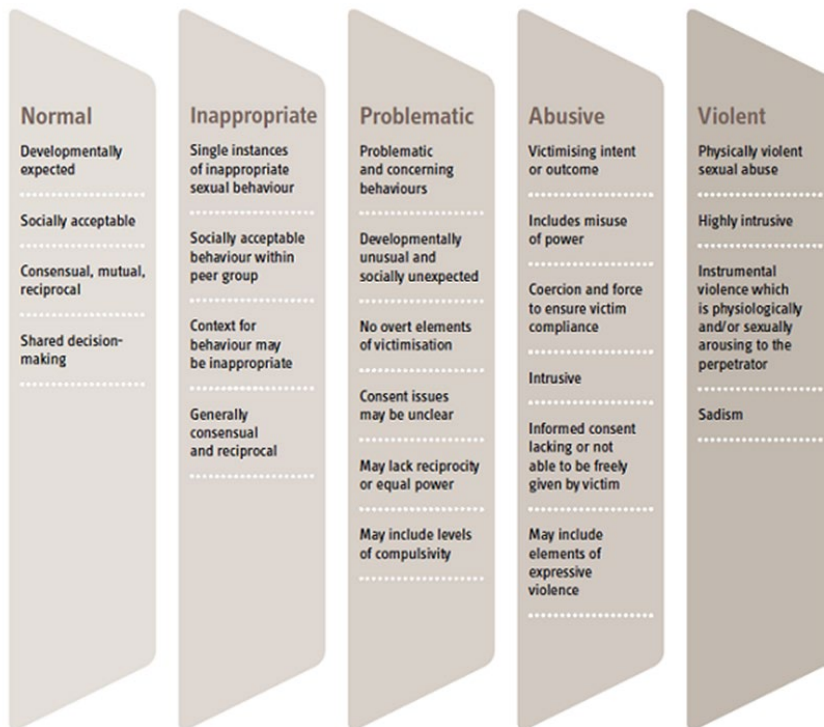 Normal
Developmentally
expected
Socially acceptable
Consensual, mutual,
reciprocal
Shared decision-
making
Inappropriate
Single instances
of inappropriate
sexual behaviour
Socially acceptable
behaviour within
peer group
Context for
behaviour may
be inappropriate
Generally
consensual
and reciprocal
Problematic
Problematic
and concerning
behaviours
Developmentally
unusual and
socially unexpected
No overt elements
of victimisation
Consent issues
may be unclear
May lack reciprocity
or equal power
May include levels
of compulsivity
Abusive
Victimising intent
or outcome
Includes misuse
of power
Coercion and force
to ensure victim
compliance
Intrusive
Informed consent
lacking or not
able to be freely
given by victim
May include
elements of
expressive
violence
Violent
Physically violent
sexual abuse
Highly intrusive
Instrumental
violence which
is physiologically
and/or sexually
arousing to the
perpetrator
Sadism